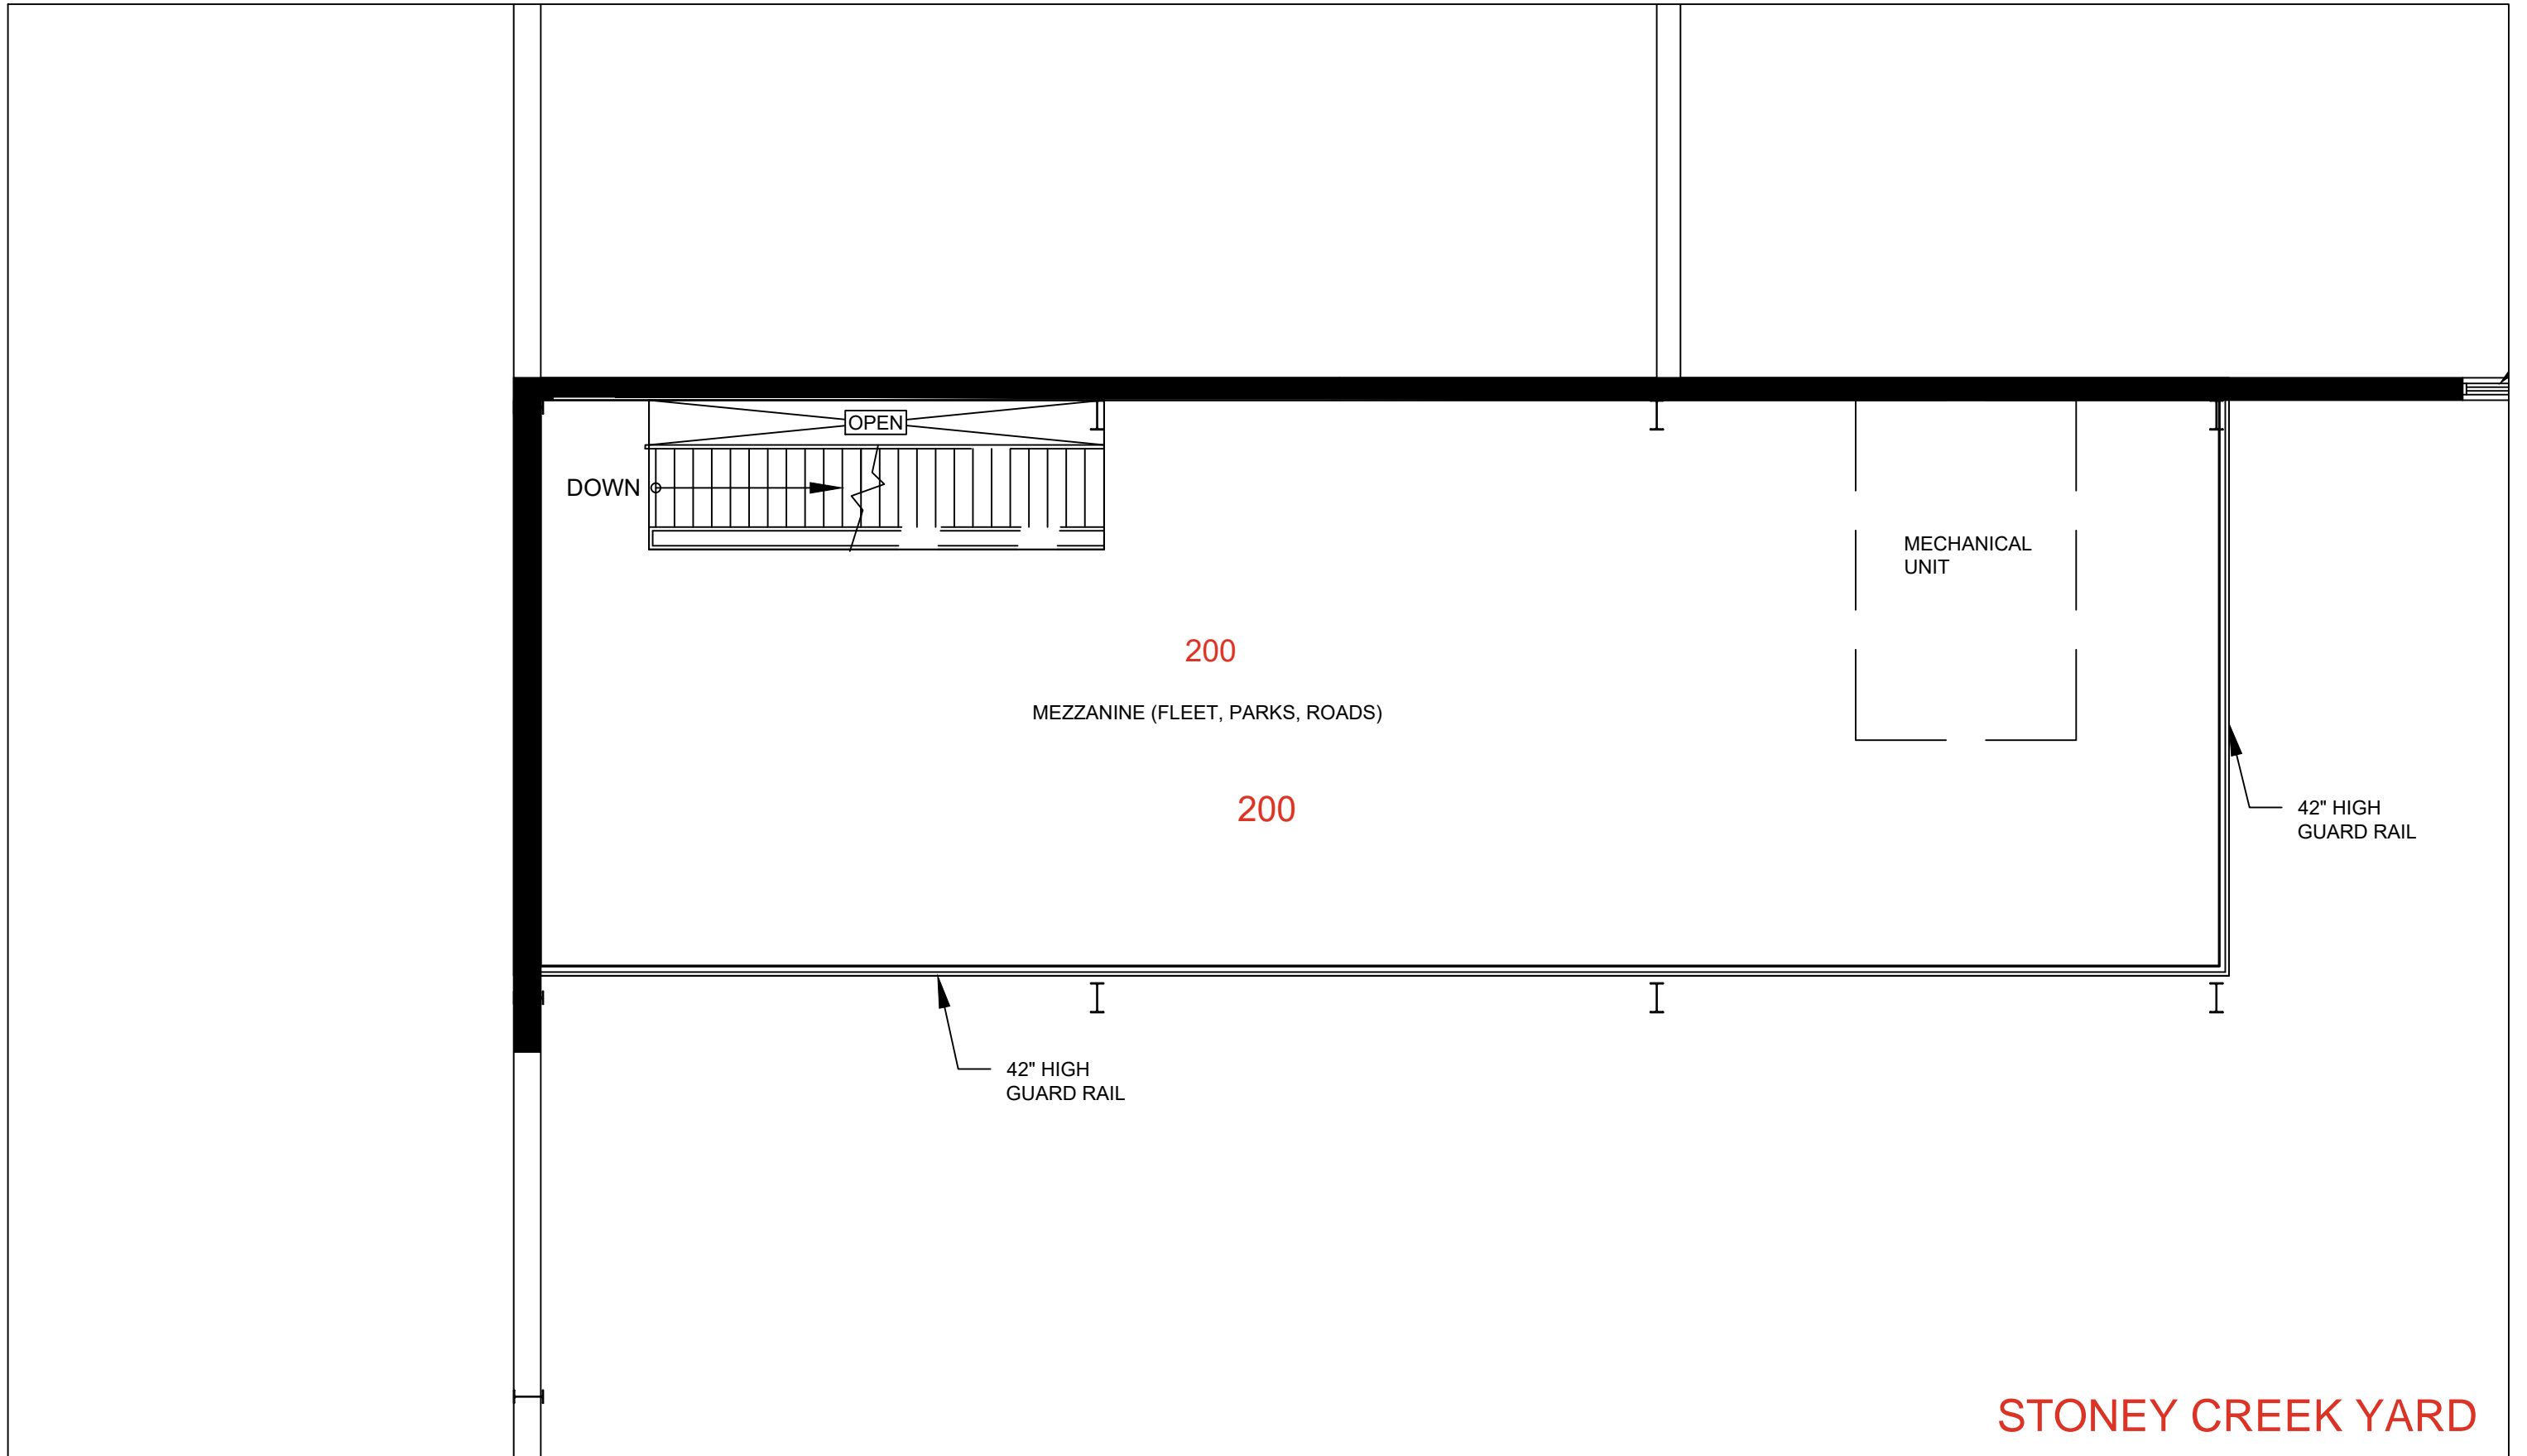 OPEN
DOWN
MECHANICAL
UNIT
200
MEZZANINE (FLEET, PARKS, ROADS)
200
42" HIGH
GUARD RAIL
42" HIGH
GUARD RAIL
STONEY CREEK YARD